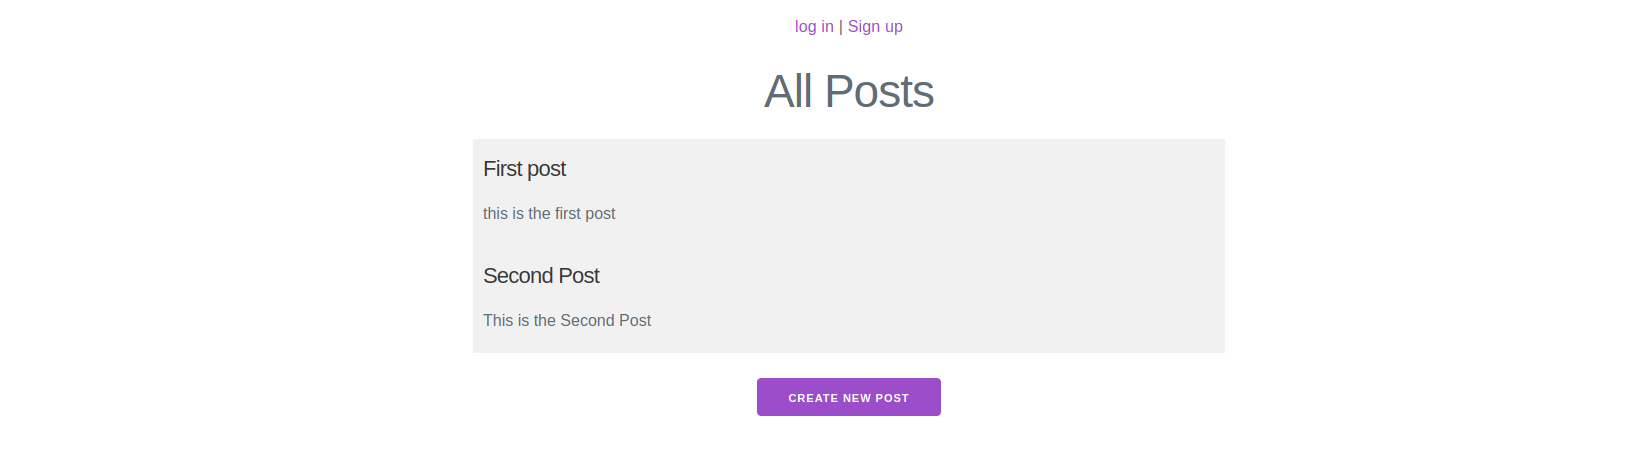 log in | Sign up
All Posts
First post
this is the first post
Second Post
This is the Second Post
CREATE NEW POST